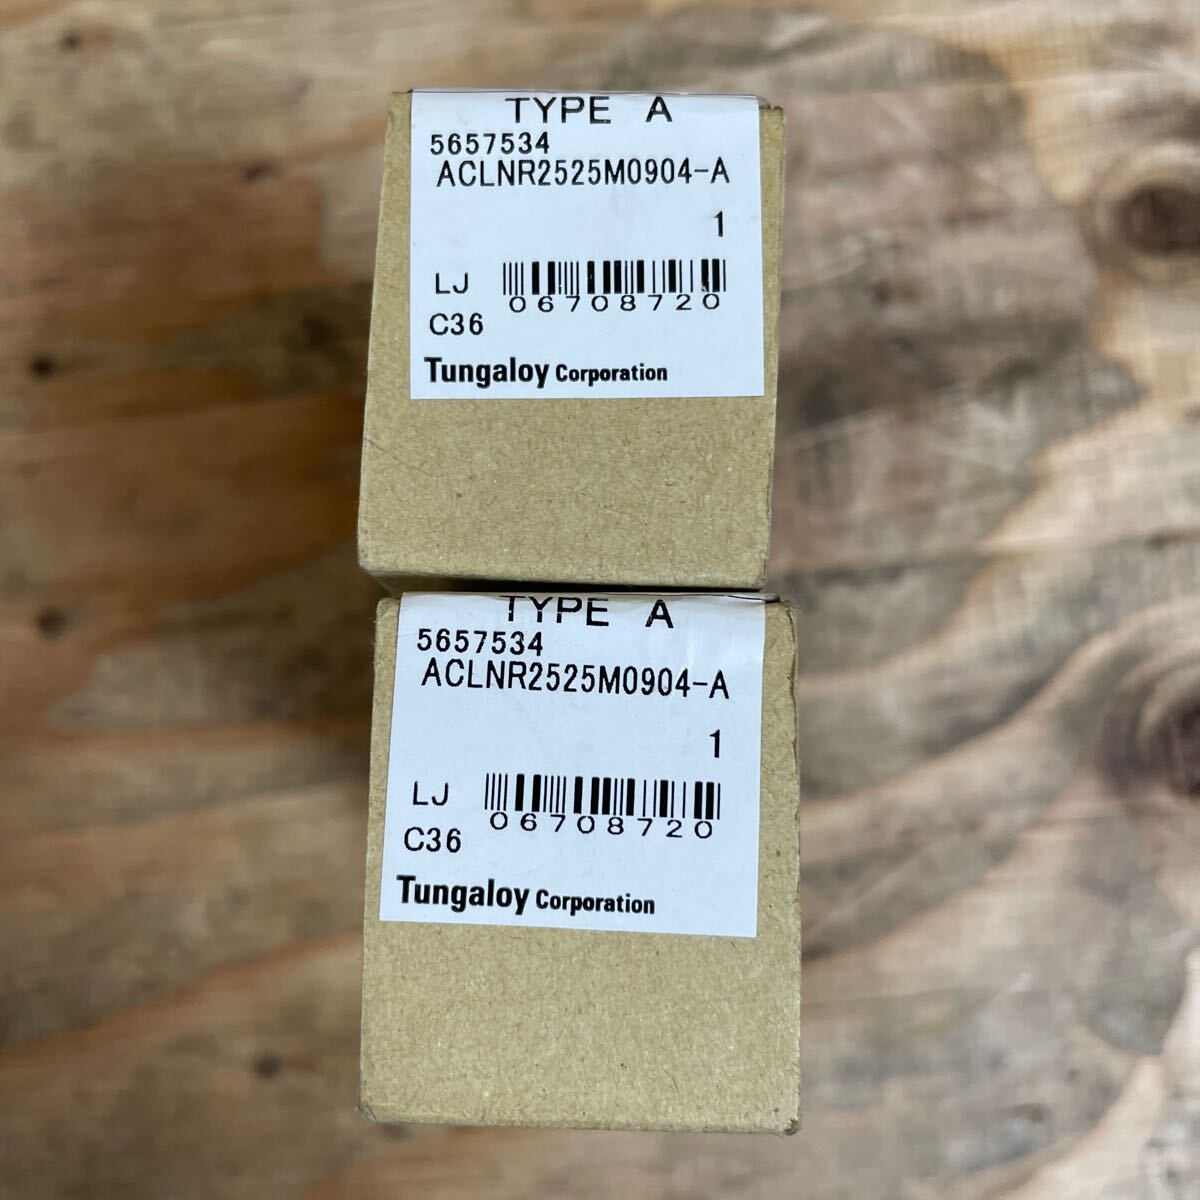 TYPE A
5657534
ACLNR2525M0904-A
1
LJ
06708720
C36
Tungaloy Corporation
TYPE A
5657534
ACLNR2525M0904-A
1
LJ
06708720
C36
Tungaloy Corporation